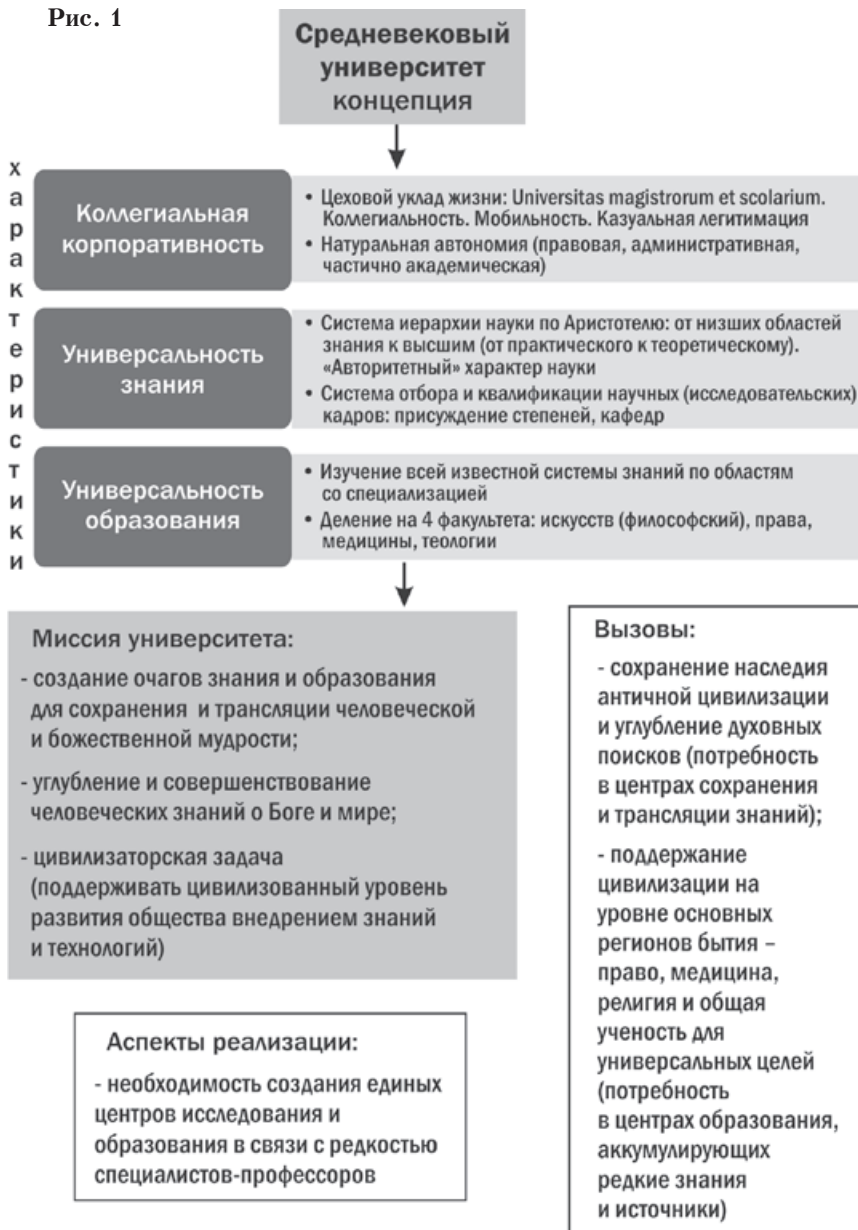 Рис. 1
Средневековый
университет
концепция
характеристики
Коллегиальная
корпоративность
• Цеховой уклад жизни: Universitas magistrorum et scolarium.
Коллегиальность. Мобильность. Казуальная легитимация
• Натуральная автономия (правовая, административная,
частично академическая)
Универсальность
знания
• Система иерархии науки по Аристотелю: от низших областей
знания к высшим (от практического к теоретическому).
«Авторитетный» характер науки
• Система отбора и квалификации научных (исследовательских)
кадров: присуждение степеней, кафедр
Универсальность
образования
• Изучение всей известной системы знаний по областям
со специализацией
• Деление на 4 факультета: искусств (философский), права,
медицины, теологии
Миссия университета:
- создание очагов знания и образования
для сохранения и трансляции человеческой
и божественной мудрости;
- углубление и совершенствование
человеческих знаний о Боге и мире;
- цивилизаторская задача
(поддерживать цивилизованный уровень
развития общества внедрением знаний
и технологий)
Аспекты реализации:
- необходимость создания единых
центров исследования и
образования в связи с редкостью
специалистов-профессоров
Вызовы:
- сохранение наследия
античной цивилизации
и углубление духовных
поисков (потребность
в центрах сохранения
и трансляции знаний);
- поддержание
цивилизации на
уровне основных
регионов бытия –
право, медицина,
религия и общая
ученость для
универсальных целей
(потребность
в центрах образования,
аккумулирующих
редкие знания
и источники)